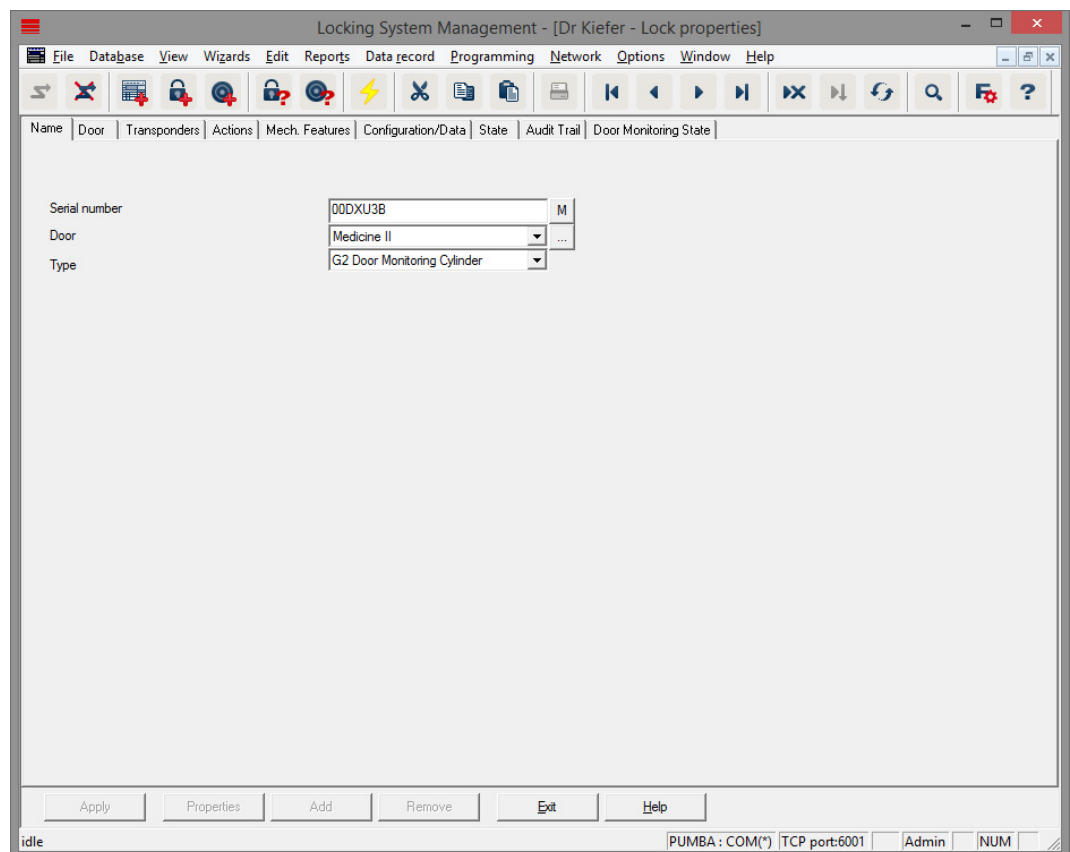 Locking System Management - [Dr Kiefer - Lock properties]
File Database View Wizards Edit Reports Data record Programming Network Options Window Help
Name Door Transponders Actions Mech. Features Configuration/Data State Audit Trail Door Monitoring State
Serial number 00DXU3B M
Door Medicine II ...
Type G2 Door Monitoring Cylinder
Apply Properties Add Remove Exit Help
idle PUMBA : COM(*) TCP port:6001 Admin NUM